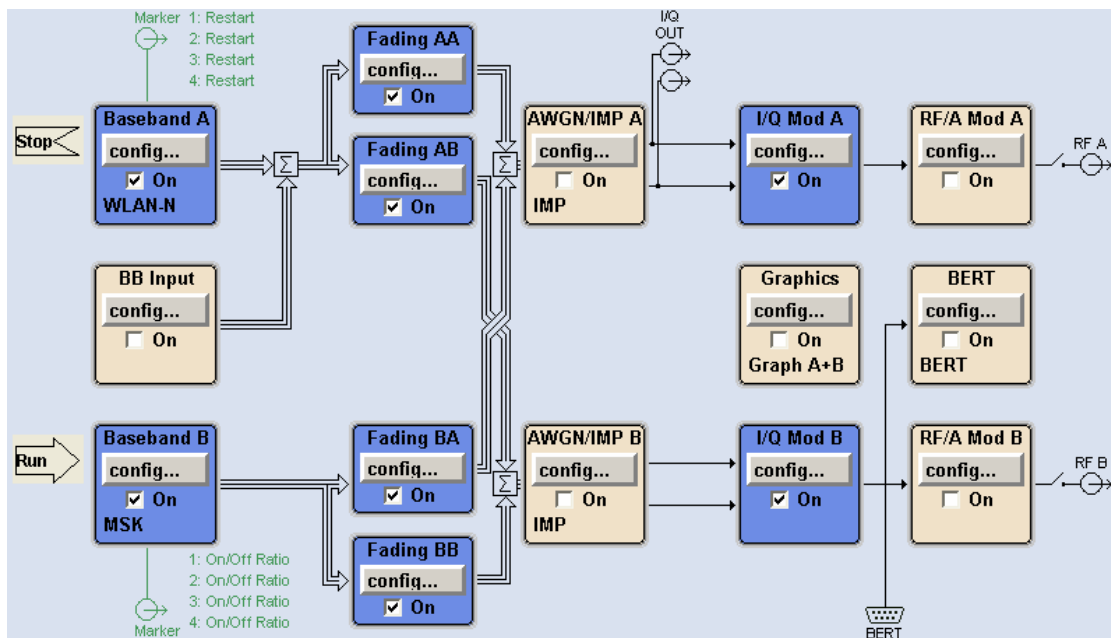 Marker 1: Restart
2: Restart
3: Restart
4: Restart
I/Q
OUT
Fading AA
config...
On
Stop
Baseband A
config...
On
WLAN-N
Σ
Fading AB
config...
On
Σ
AWGN/IMP A
config...
On
IMP
I/Q Mod A
config...
On
RF/A Mod A
config...
On
RF A
BB Input
config...
On
Graphics
config...
On
Graph A+B
BERT
config...
On
BERT
Run
Baseband B
config...
On
MSK
Fading BA
config...
On
Σ
AWGN/IMP B
config...
On
IMP
I/Q Mod B
config...
On
RF/A Mod B
config...
On
RF B
Fading BB
config...
On
1: On/Off Ratio
2: On/Off Ratio
3: On/Off Ratio
Marker 4: On/Off Ratio
BERT